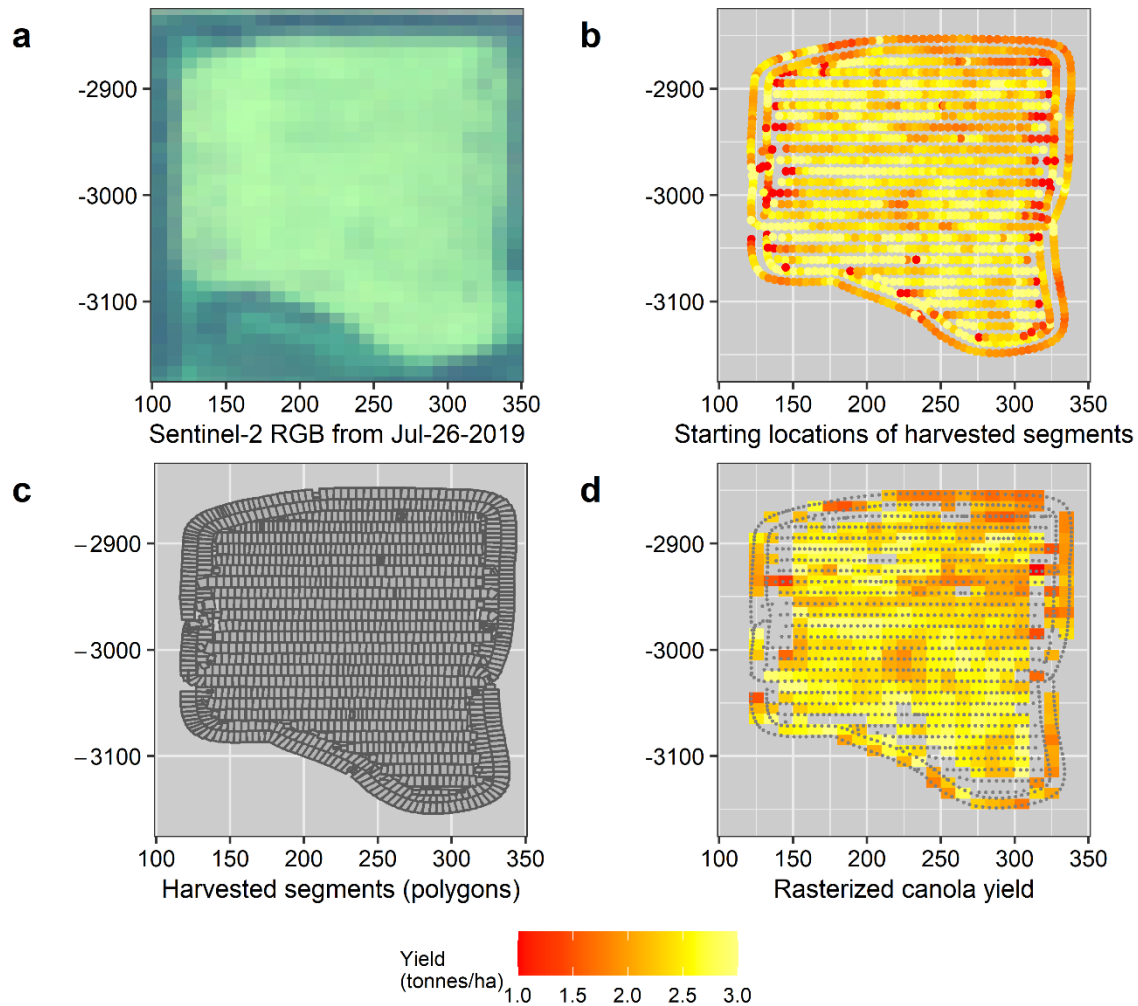 a
-2900
-3000
-3100
100 150 200 250 300 350
Sentinel-2 RGB from Jul-26-2019
b
-2900
-3000
-3100
100 150 200 250 300 350
Starting locations of harvested segments
c
−2900
−3000
−3100
100 150 200 250 300 350
Harvested segments (polygons)
d
-2900
-3000
-3100
100 150 200 250 300 350
Rasterized canola yield
Yield
(tonnes/ha)
1.0 1.5 2.0 2.5 3.0